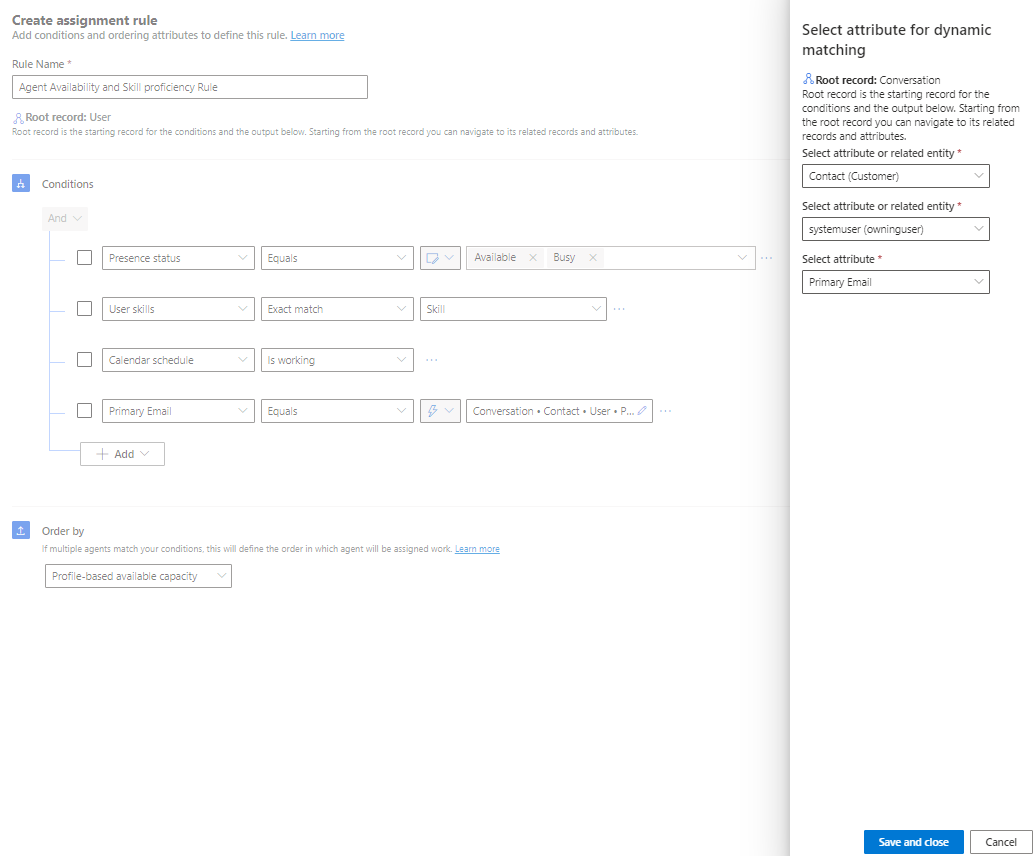 Create assignment rule
Add conditions and ordering attributes to define this rule. Learn more
Rule Name *
Agent Availability and Skill proficiency Rule
Root record: User
Root record is the starting record for the conditions and the output below. Starting from the root record you can navigate to its related records and attributes.
Conditions
And
Presence status Equals Available Busy
User skills Exact match Skill
Calendar schedule Is working
Primary Email Equals Conversation • Contact • User • P...
Add
Order by
If multiple agents match your conditions, this will define the order in which agent will be assigned work. Learn more
Profile-based available capacity
Select attribute for dynamic
matching
Root record: Conversation
Root record is the starting record for the
conditions and the output below. Starting from
the root record you can navigate to its related
records and attributes.
Select attribute or related entity *
Contact (Customer)
Select attribute or related entity *
systemuser (owninguser)
Select attribute *
Primary Email
Save and close Cancel